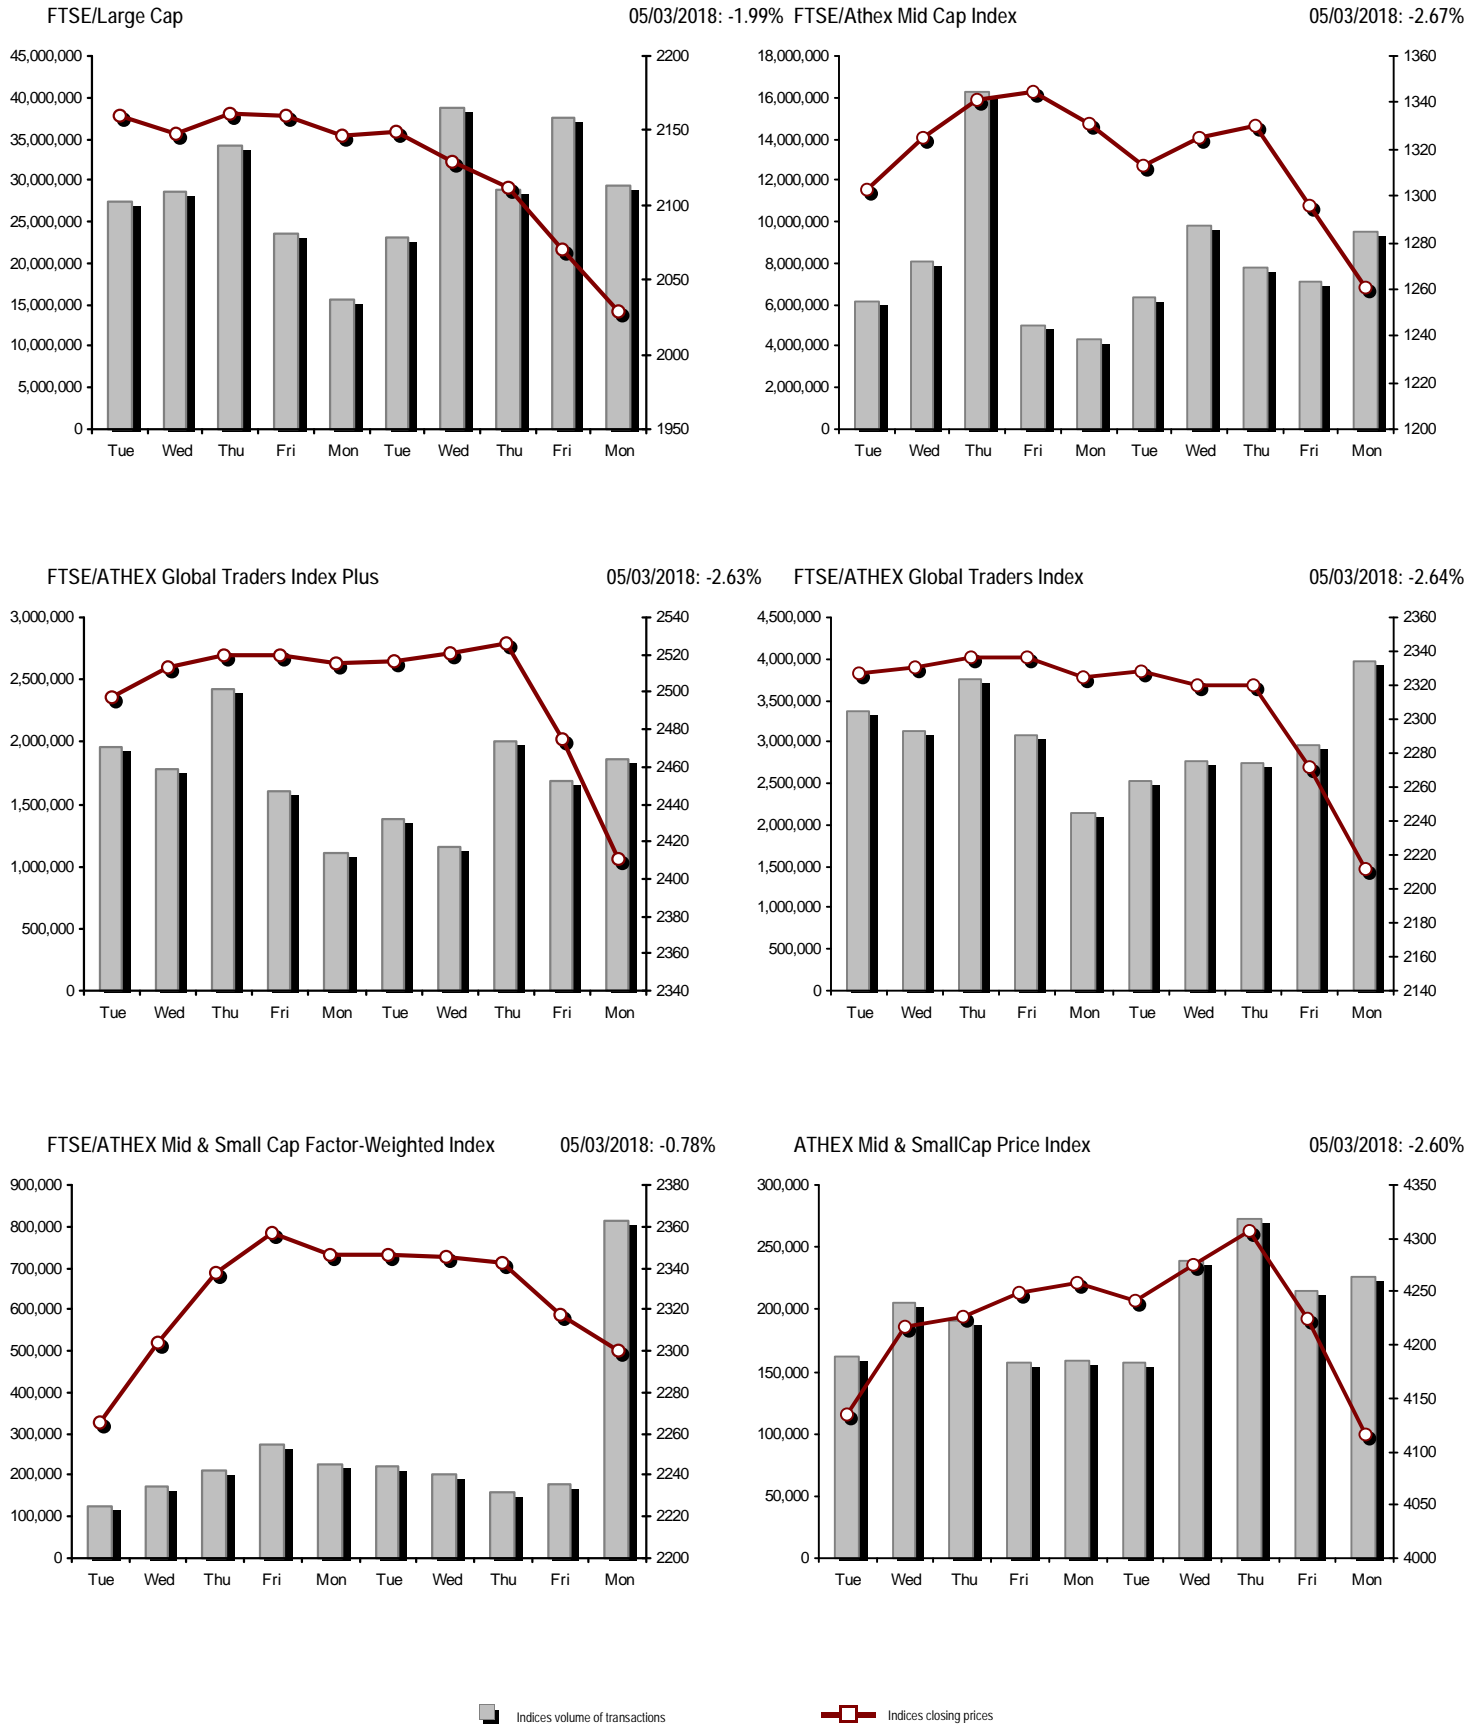 FTSE/Large Cap 05/03/2018: -1.99% FTSE/Athex Mid Cap Index 05/03/2018: -2.67%
45,000,000 2200 18,000,000 1360
40,000,000 16,000,000 1340
35,000,000 2150 14,000,000 1320
30,000,000 12,000,000 1300
25,000,000 2100 10,000,000 1280
20,000,000 8,000,000 1260
15,000,000 2050 6,000,000 1240
10,000,000 2000 4,000,000 1220
5,000,000 2,000,000
0 1950 0 1200
Tue Wed Thu Fri Mon Tue Wed Thu Fri Mon Tue Wed Thu Fri Mon Tue Wed Thu Fri Mon
FTSE/ATHEX Global Traders Index Plus 05/03/2018: -2.63% FTSE/ATHEX Global Traders Index 05/03/2018: -2.64%
3,000,000 2540 4,500,000 2360
2,500,000 2520 4,000,000 2340
2,000,000 2500 3,500,000 2320
1,500,000 2480 3,000,000 2300
1,000,000 2460 2,500,000 2280
500,000 2440 2,000,000 2260
0 2420 1,500,000 2240
2400 1,000,000 2220
2380 500,000 2200
2360 0 2180
2340 2160
2140
Tue Wed Thu Fri Mon Tue Wed Thu Fri Mon Tue Wed Thu Fri Mon Tue Wed Thu Fri Mon
FTSE/ATHEX Mid & Small Cap Factor-Weighted Index 05/03/2018: -0.78% ATHEX Mid & SmallCap Price Index 05/03/2018: -2.60%
900,000 2380 300,000 4350
800,000 2360 250,000 4300
700,000 2340 200,000 4250
600,000 2320 150,000 4200
500,000 2300 100,000 4150
400,000 2280 50,000 4100
300,000 2260 0 4050
200,000 2240 4000
100,000 2220
0 2200
Tue Wed Thu Fri Mon Tue Wed Thu Fri Mon Tue Wed Thu Fri Mon Tue Wed Thu Fri Mon
Indices volume of transactions Indices closing prices